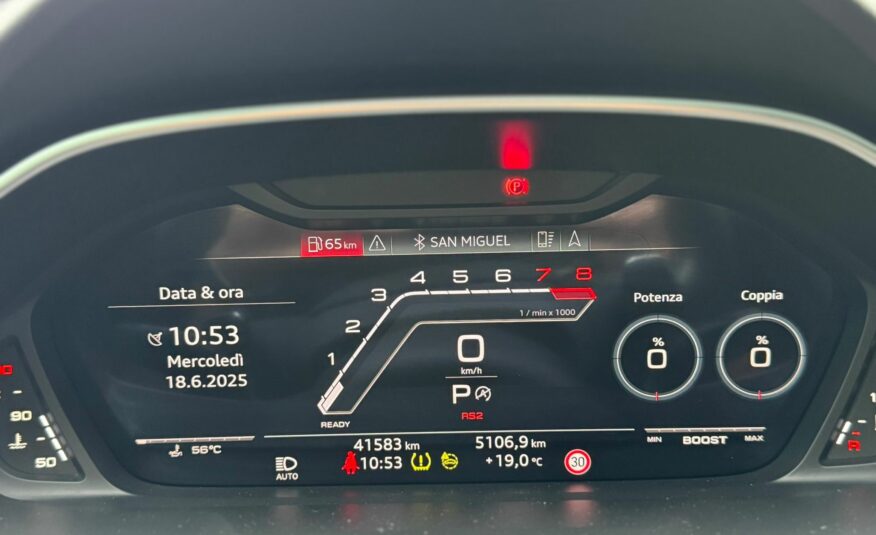 P
65 km
SAN MIGUEL
Data & ora
10:53
Mercoledì
18.6.2025
1 2 3 4 5 6 7 8
1 / min x 1000
0
km/h
P
RS2
READY
Potenza
%
0
Coppia
%
0
MIN BOOST MAX
56°C
90
50
R
AUTO
41583 km
5106,9 km
10:53
+19,0 °C
30